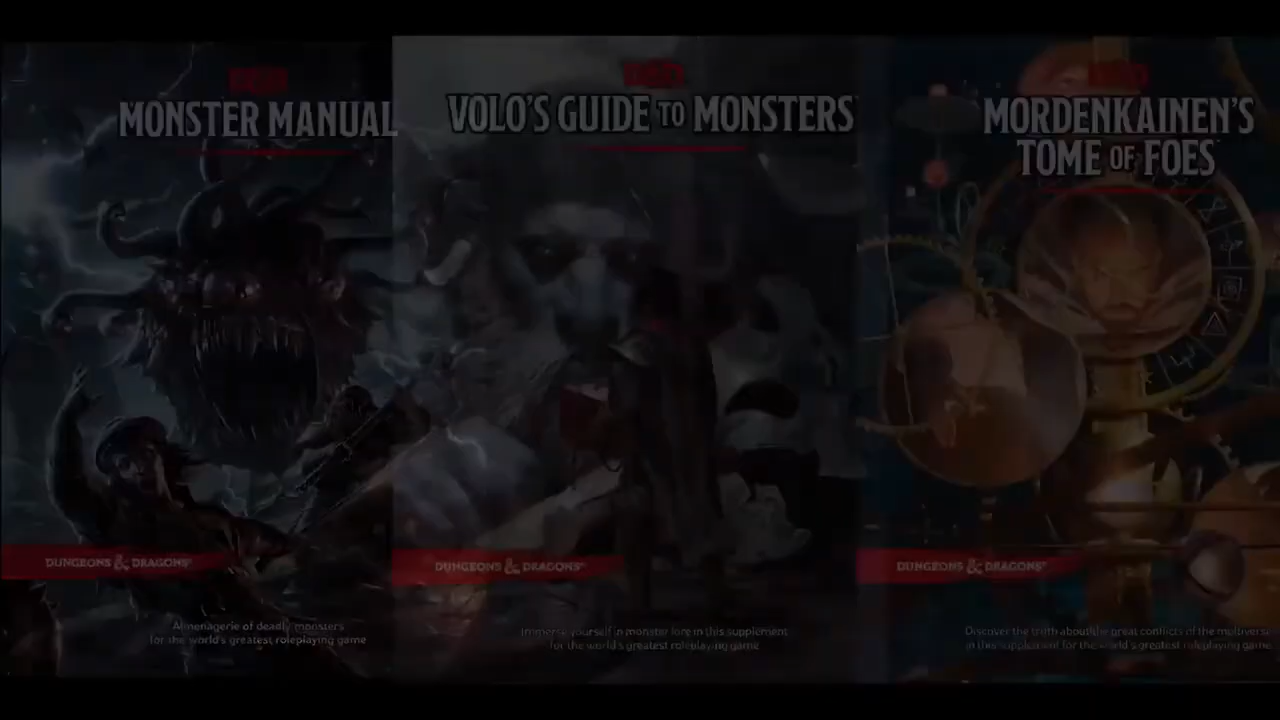 D&D
MONSTER MANUAL
DUNGEONS & DRAGONS®
A menagerie of deadly monsters
for the world's greatest roleplaying game
D&D
VOLO'S GUIDE TO MONSTERS
DUNGEONS & DRAGONS®
Immerse yourself in monster lore in this supplement
for the world's greatest roleplaying game
D&D
MORDENKAINEN'S
TOME OF FOES
DUNGEONS & DRAGONS®
Discover the truth about the great conflicts of the multiverse
in this supplement for the world's greatest roleplaying game